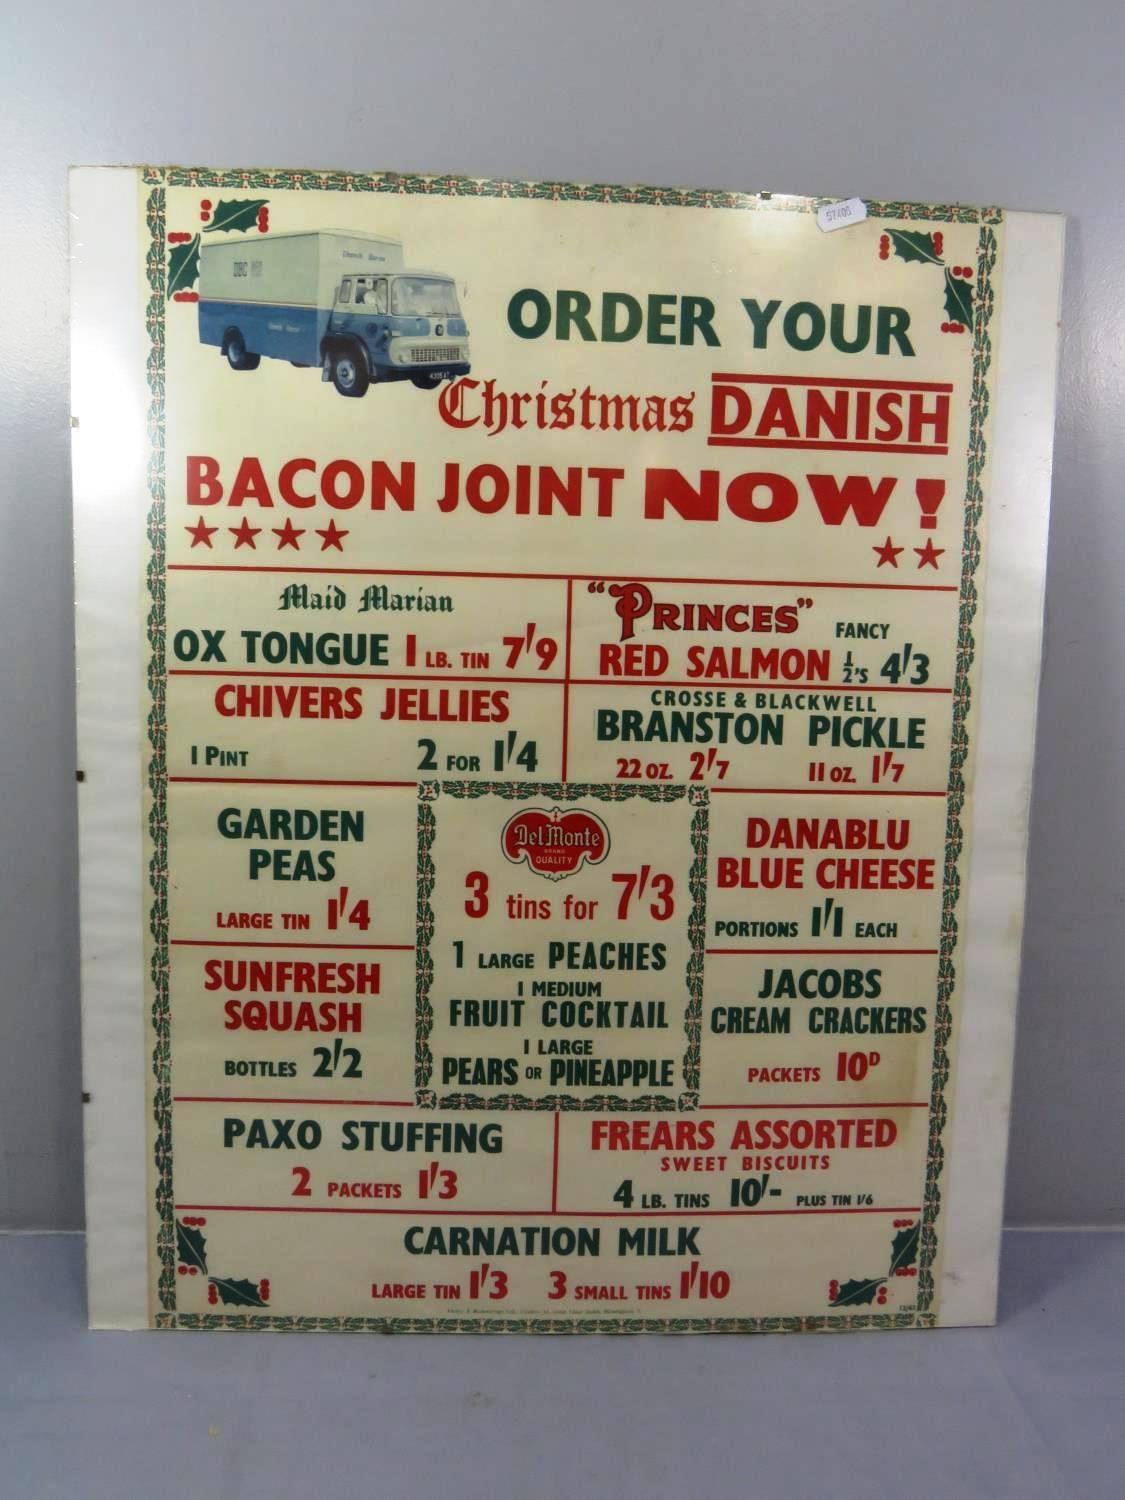 57406
DBC
Danish Bacon
4395 AT
ORDER YOUR
Christmas DANISH
BACON JOINT NOW!
Maid Marian
OX TONGUE 1 LB. TIN 7/9
"PRINCES"
FANCY
RED SALMON ½'S 4/3
CHIVERS JELLIES
1 PINT 2 FOR 1/4
CROSSE & BLACKWELL
BRANSTON PICKLE
22 OZ. 2/7 11 OZ. 1/7
GARDEN
PEAS
LARGE TIN 1/4
Del Monte
BRAND
QUALITY
3 tins for 7/3
1 LARGE PEACHES
1 MEDIUM
FRUIT COCKTAIL
1 LARGE
PEARS OR PINEAPPLE
DANABLU
BLUE CHEESE
PORTIONS 1/1 EACH
SUNFRESH
SQUASH
BOTTLES 2/2
JACOBS
CREAM CRACKERS
PACKETS 10D
PAXO STUFFING
2 PACKETS 1/3
FREARS ASSORTED
SWEET BISCUITS
4 LB. TINS 10/- PLUS TIN 1/6
CARNATION MILK
LARGE TIN 1/3 3 SMALL TINS 1/10